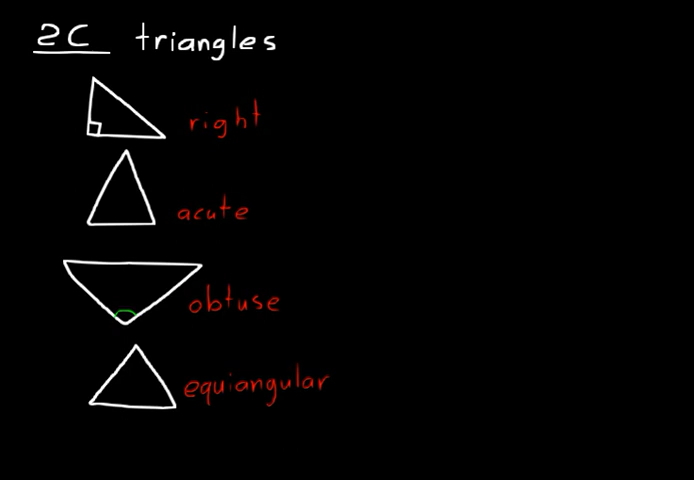 2C triangles
right
acute
obtuse
equiangular